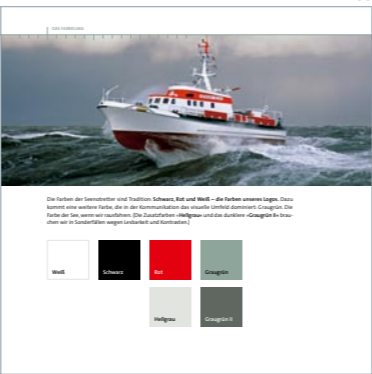 Die Farben der Seenotretter sind Tradition: Schwarz, Rot und Weiß – die Farben unseres Logos. Dazu
kommt eine weitere Farbe, die in der Kommunikation das visuelle Umfeld dominiert: Graugrün. Die
Farbe der See, wenn wir rausfahren. (Die Zusatzfarben »Hellgrau« und das dunklere »Graugrün II« brau-
chen wir in Sonderfällen wegen Lesbarkeit und Kontrasten.)
Weiß
Schwarz
Rot
Graugrün
Hellgrau
Graugrün II